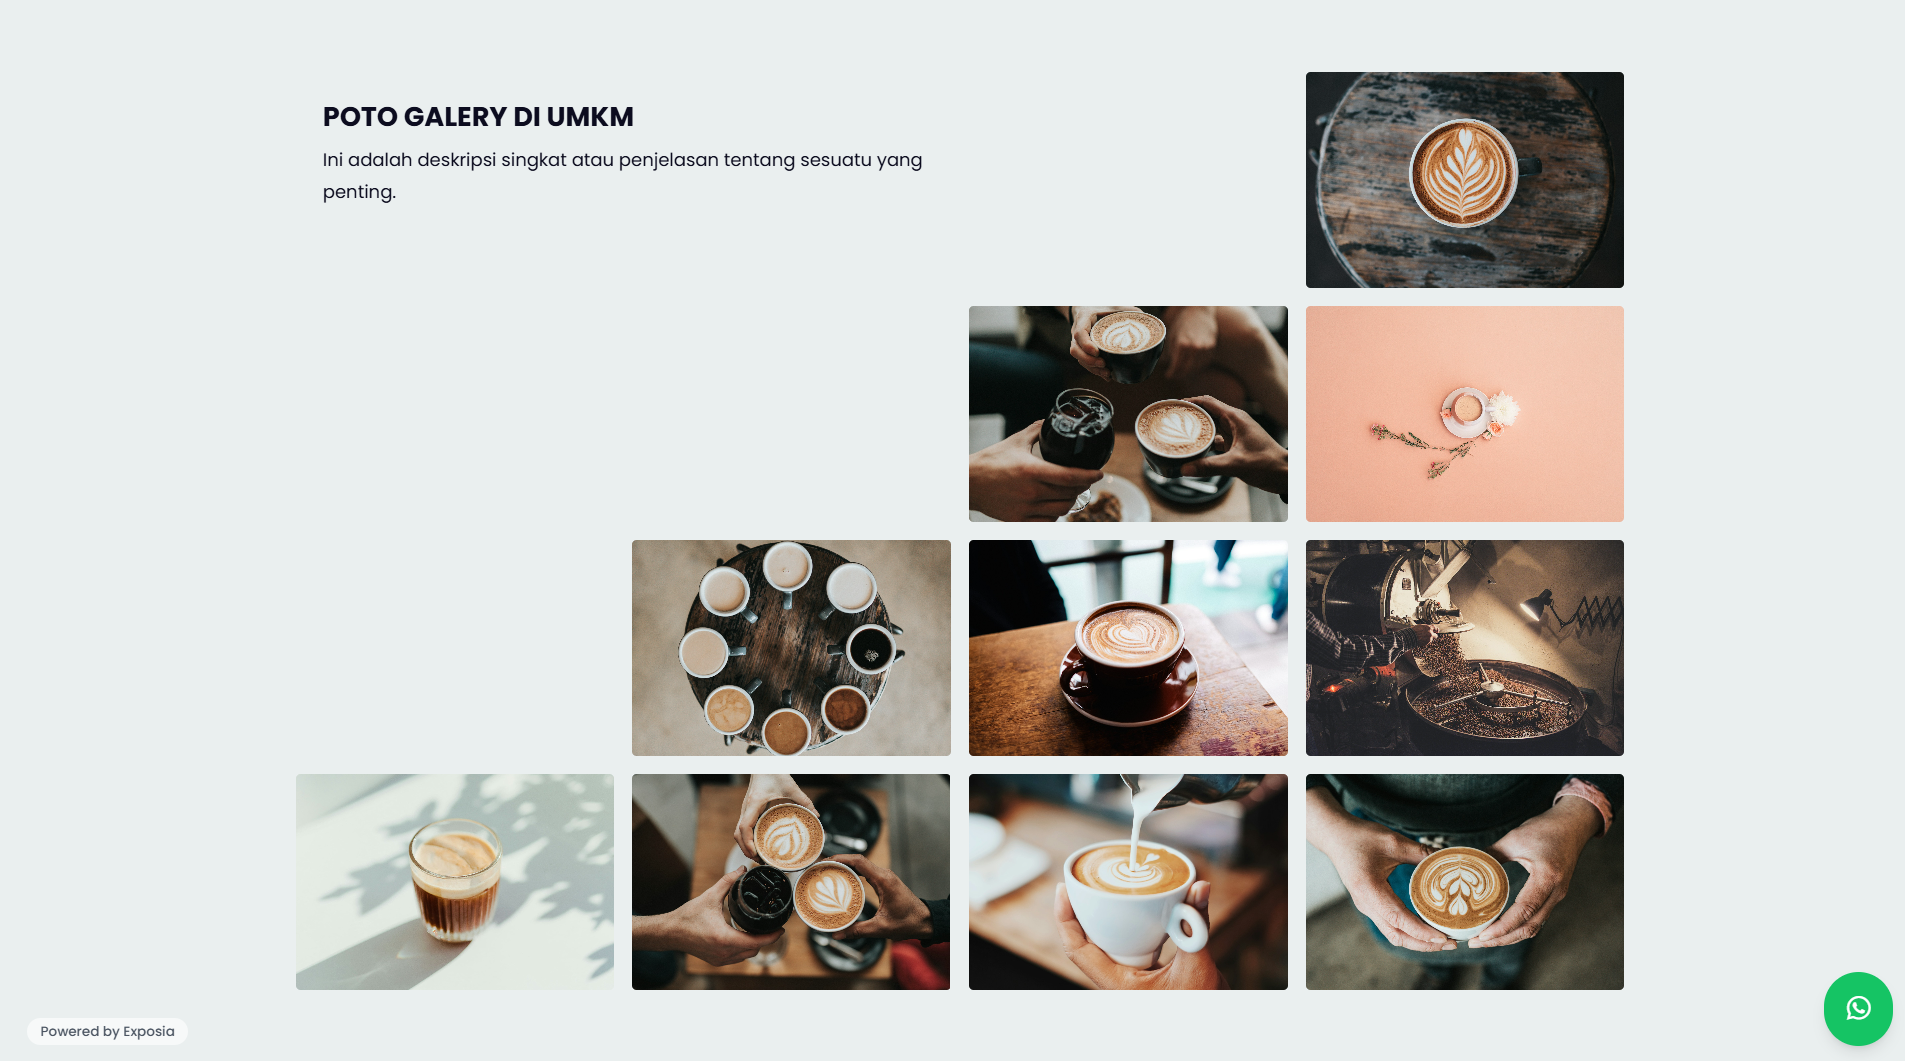 POTO GALERY DI UMKM
Ini adalah deskripsi singkat atau penjelasan tentang sesuatu yang
penting.
Powered by Exposia